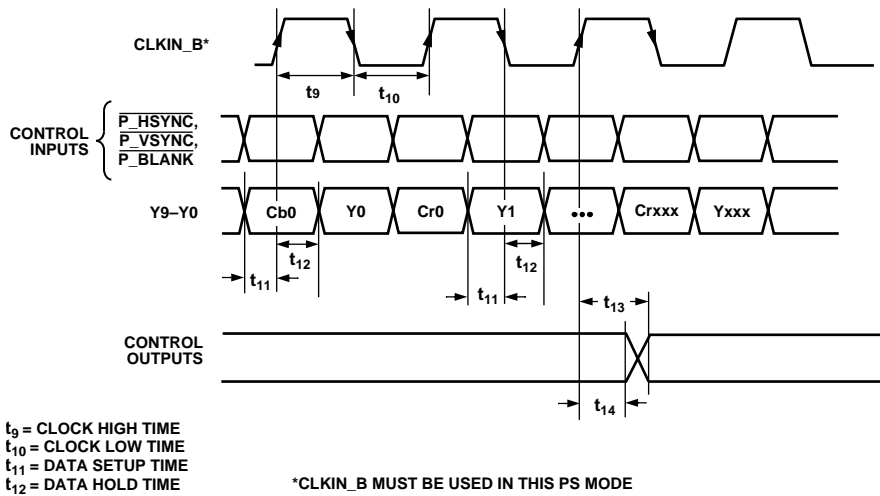 CLKIN_B*
t9
t10
CONTROL
INPUTS
P_HSYNC,
P_VSYNC,
P_BLANK
Y9–Y0
Cb0
Y0
Cr0
Y1
•••
Crxxx
Yxxx
t12
t11
t12
t11
t13
CONTROL
OUTPUTS
t14
t9 = CLOCK HIGH TIME
t10 = CLOCK LOW TIME
t11 = DATA SETUP TIME
t12 = DATA HOLD TIME
*CLKIN_B MUST BE USED IN THIS PS MODE